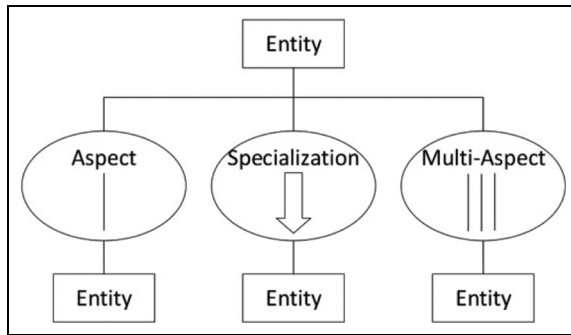 Entity
Aspect
Specialization
Multi-Aspect
Entity
Entity
Entity